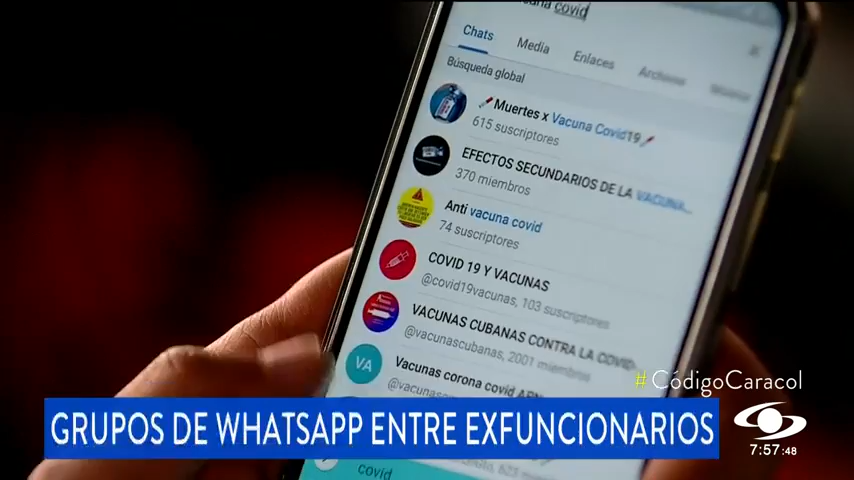 covid
Chats
Media
Enlaces
Archivos
Búsqueda global
Muertes x Vacuna Covid19
615 suscriptores
EFECTOS SECUNDARIOS DE LA VACUNA...
370 miembros
Anti vacuna covid
74 suscriptores
COVID 19 Y VACUNAS
@covid19vacunas, 103 suscriptores
VACUNAS CUBANAS CONTRA LA COVID
@vacunascubanas, 2001 miembros
VA
Vacunas corona covid
#CódigoCaracol
GRUPOS DE WHATSAPP ENTRE EXFUNCIONARIOS
7:57:48
covid